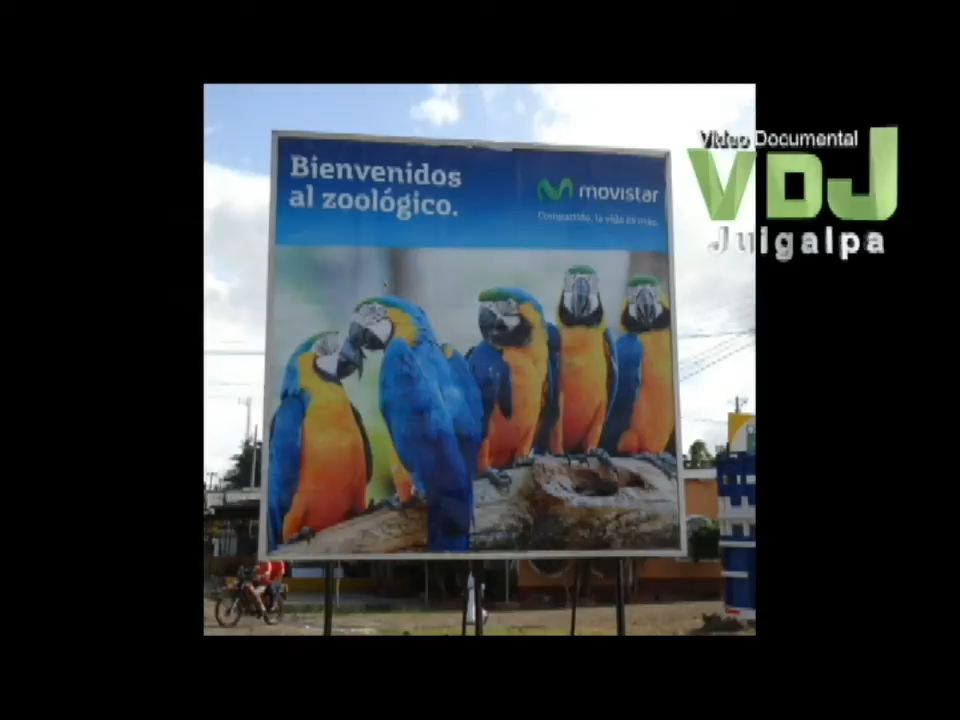 Bienvenidos
al zoológico.
movistar
Compartida, la vida es más.
Video Documental
VDJ
Juigalpa